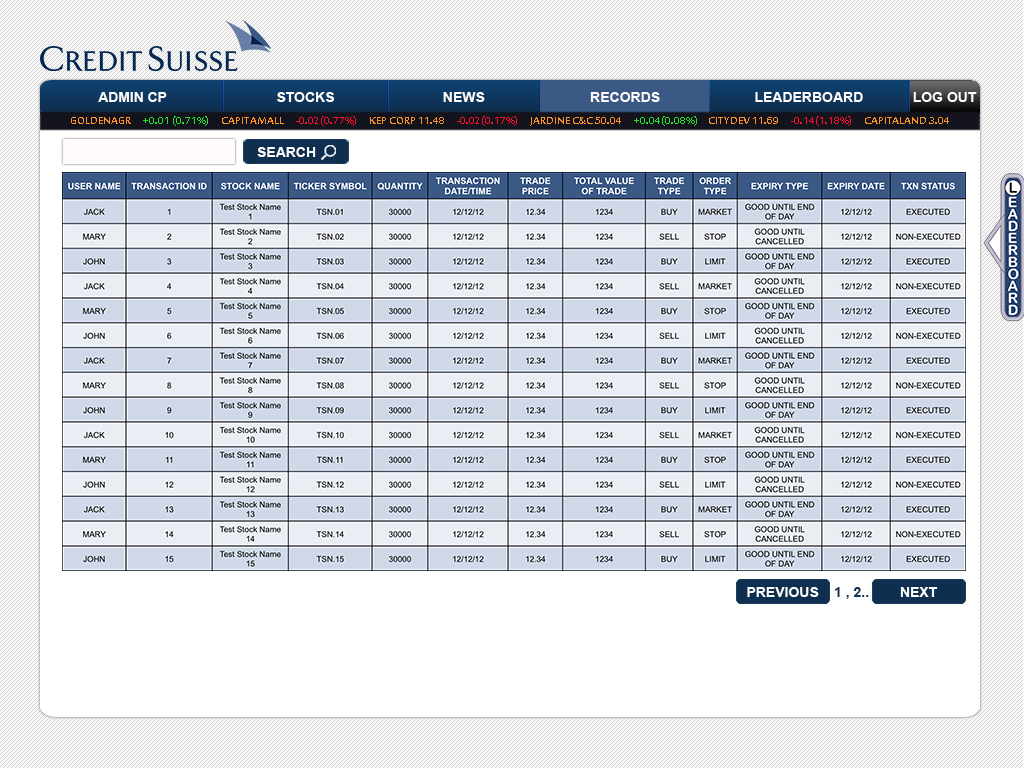 CREDIT SUISSE
ADMIN CP STOCKS NEWS RECORDS LEADERBOARD LOG OUT
GOLDENAGR +0.01 (0.71%) CAPITAMALL -0.02 (0.77%) KEP CORP 11.48 -0.02 (0.17%) JARDINE C&C 50.04 +0.04 (0.08%) CITYDEV 11.69 -0.14 (1.18%) CAPITALAND 3.04
SEARCH
USER NAME TRANSACTION ID STOCK NAME TICKER SYMBOL QUANTITY TRANSACTION DATE/TIME TRADE PRICE TOTAL VALUE OF TRADE TRADE TYPE ORDER TYPE EXPIRY TYPE EXPIRY DATE TXN STATUS
JACK 1 Test Stock Name 1 TSN.01 30000 12/12/12 12.34 1234 BUY MARKET GOOD UNTIL END OF DAY 12/12/12 EXECUTED
MARY 2 Test Stock Name 2 TSN.02 30000 12/12/12 12.34 1234 SELL STOP GOOD UNTIL CANCELLED 12/12/12 NON-EXECUTED
JOHN 3 Test Stock Name 3 TSN.03 30000 12/12/12 12.34 1234 BUY LIMIT GOOD UNTIL END OF DAY 12/12/12 EXECUTED
JACK 4 Test Stock Name 4 TSN.04 30000 12/12/12 12.34 1234 SELL MARKET GOOD UNTIL CANCELLED 12/12/12 NON-EXECUTED
MARY 5 Test Stock Name 5 TSN.05 30000 12/12/12 12.34 1234 BUY STOP GOOD UNTIL END OF DAY 12/12/12 EXECUTED
JOHN 6 Test Stock Name 6 TSN.06 30000 12/12/12 12.34 1234 SELL LIMIT GOOD UNTIL CANCELLED 12/12/12 NON-EXECUTED
JACK 7 Test Stock Name 7 TSN.07 30000 12/12/12 12.34 1234 BUY MARKET GOOD UNTIL END OF DAY 12/12/12 EXECUTED
MARY 8 Test Stock Name 8 TSN.08 30000 12/12/12 12.34 1234 SELL STOP GOOD UNTIL CANCELLED 12/12/12 NON-EXECUTED
JOHN 9 Test Stock Name 9 TSN.09 30000 12/12/12 12.34 1234 BUY LIMIT GOOD UNTIL END OF DAY 12/12/12 EXECUTED
JACK 10 Test Stock Name 10 TSN.10 30000 12/12/12 12.34 1234 SELL MARKET GOOD UNTIL CANCELLED 12/12/12 NON-EXECUTED
MARY 11 Test Stock Name 11 TSN.11 30000 12/12/12 12.34 1234 BUY STOP GOOD UNTIL END OF DAY 12/12/12 EXECUTED
JOHN 12 Test Stock Name 12 TSN.12 30000 12/12/12 12.34 1234 SELL LIMIT GOOD UNTIL CANCELLED 12/12/12 NON-EXECUTED
JACK 13 Test Stock Name 13 TSN.13 30000 12/12/12 12.34 1234 BUY MARKET GOOD UNTIL END OF DAY 12/12/12 EXECUTED
MARY 14 Test Stock Name 14 TSN.14 30000 12/12/12 12.34 1234 SELL STOP GOOD UNTIL CANCELLED 12/12/12 NON-EXECUTED
JOHN 15 Test Stock Name 15 TSN.15 30000 12/12/12 12.34 1234 BUY LIMIT GOOD UNTIL END OF DAY 12/12/12 EXECUTED
PREVIOUS 1 , 2.. NEXT
LEADERBOARD